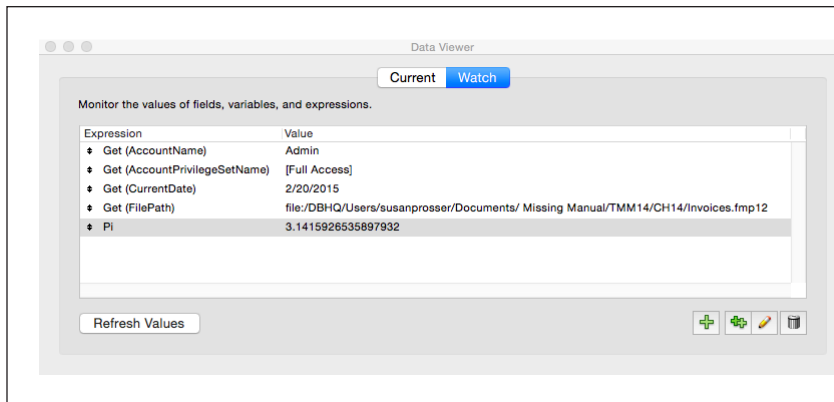 Data Viewer
Current Watch
Monitor the values of fields, variables, and expressions.
Expression Value
Get (AccountName) Admin
Get (AccountPrivilegeSetName) [Full Access]
Get (CurrentDate) 2/20/2015
Get (FilePath) file:/DBHQ/Users/susanprosser/Documents/ Missing Manual/TMM14/CH14/Invoices.fmp12
Pi 3.1415926535897932
Refresh Values